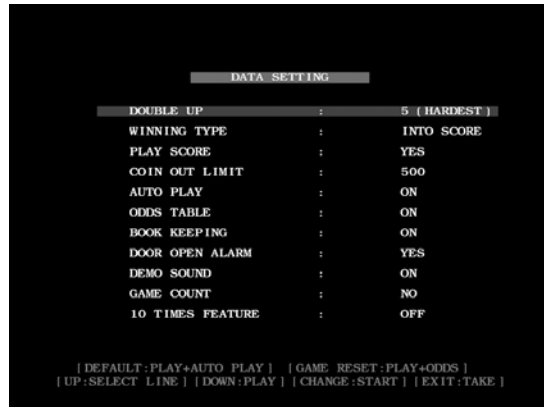 DATA SETTING
DOUBLE UP : 5 ( HARDEST )
WINNING TYPE : INTO SCORE
PLAY SCORE : YES
COIN OUT LIMIT : 500
AUTO PLAY : ON
ODDS TABLE : ON
BOOK KEEPING : ON
DOOR OPEN ALARM : YES
DEMO SOUND : ON
GAME COUNT : NO
10 TIMES FEATURE : OFF
[ DEFAULT:PLAY+AUTO PLAY ] [ GAME RESET:PLAY+ODDS ]
[ UP:SELECT LINE ] [ DOWN:PLAY ] [ CHANGE:START ] [ EXIT:TAKE ]